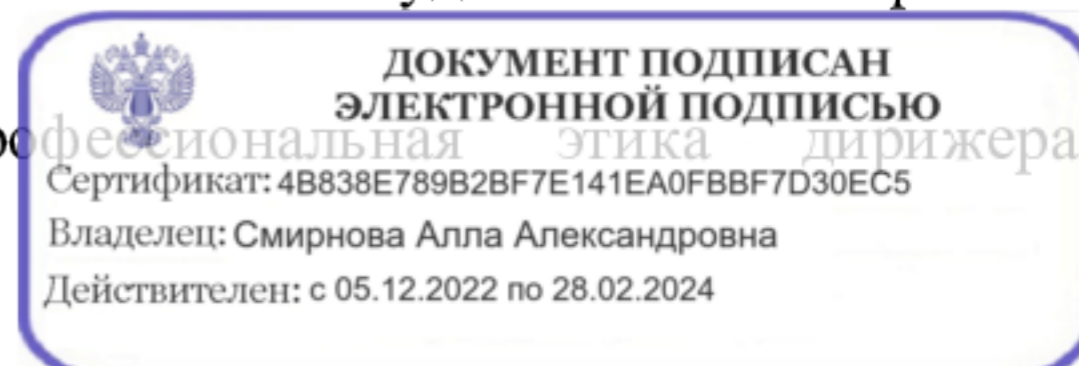 ДОКУМЕНТ ПОДПИСАН
ЭЛЕКТРОННОЙ ПОДПИСЬЮ
этика дирижера
Сертификат: 4B838E789B2BF7E141EA0FBBF7D30EC5
Владелец: Смирнова Алла Александровна
Действителен: с 05.12.2022 по 28.02.2024